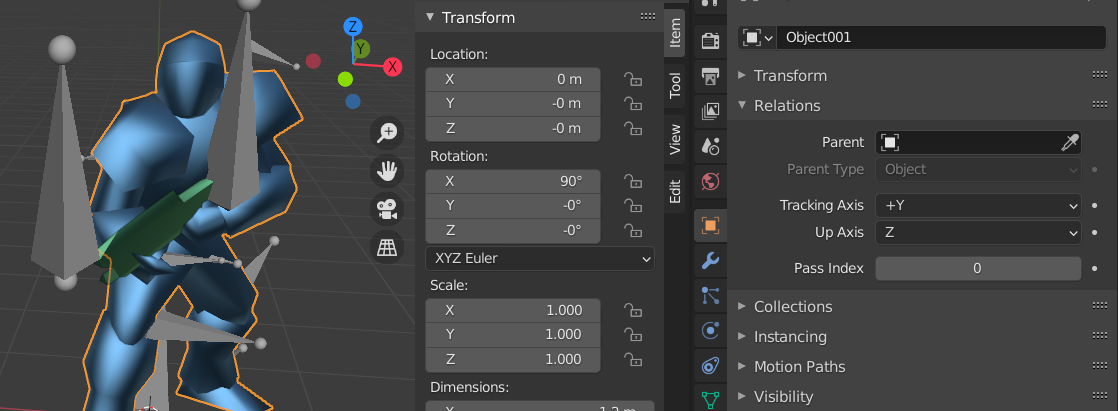 Z
Y
X
Transform
Location:
X 0 m
Y -0 m
Z -0 m
Rotation:
X 90°
Y -0°
Z -0°
XYZ Euler
Scale:
X 1.000
Y 1.000
Z 1.000
Dimensions:
Item
Tool
View
Edit
Object001
Transform
Relations
Parent
Parent Type Object
Tracking Axis +Y
Up Axis Z
Pass Index 0
Collections
Instancing
Motion Paths
Visibility